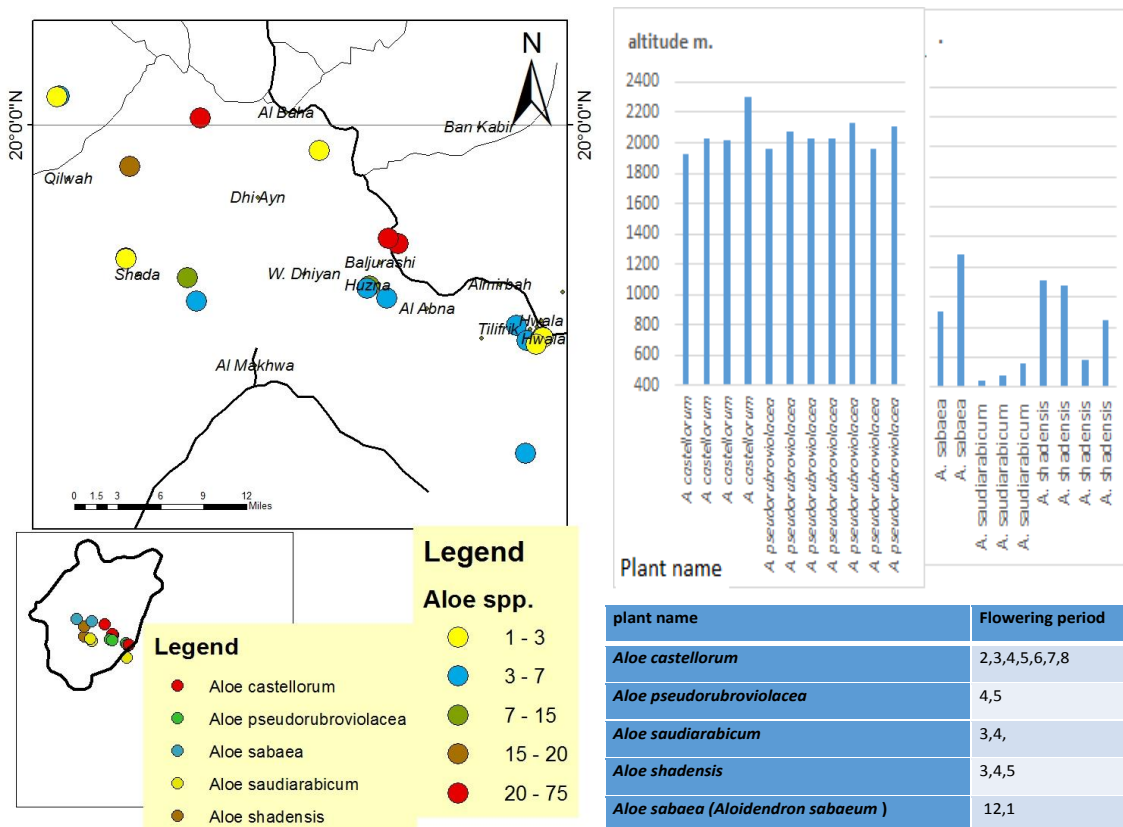 N
20°0'0"N
20°0'0"N
Al Baha
Ban Kabir
Qilwah
Dhi Ayn
Shada
W. Dhiyan
Baljurashi
Huzna
Al Abna
Almirbah
Hwala
Tilifrik
Hwala
Al Makhwa
0 1.5 3 6 9 12
Miles
Legend
Aloe castellorum
Aloe pseudorubroviolacea
Aloe sabaea
Aloe saudiarabicum
Aloe shadensis
Legend
Aloe spp.
1 - 3
3 - 7
7 - 15
15 - 20
20 - 75
altitude m.
2400
2200
2000
1800
1600
1400
1200
1000
800
600
400
A. castellorum
A. castellorum
A. castellorum
A. castellorum
A. pseudorubroviolacea
A. pseudorubroviolacea
A. pseudorubroviolacea
A. pseudorubroviolacea
A. pseudorubroviolacea
A. pseudorubroviolacea
A. pseudorubroviolacea
Plant name
A. sabaea
A. sabaea
A. saudiarabicum
A. saudiarabicum
A. saudiarabicum
A. shadensis
A. shadensis
A. shadensis
A. shadensis
plant name Flowering period
Aloe castellorum 2,3,4,5,6,7,8
Aloe pseudorubroviolacea 4,5
Aloe saudiarabicum 3,4,
Aloe shadensis 3,4,5
Aloe sabaea (Aloidendron sabaeum ) 12,1